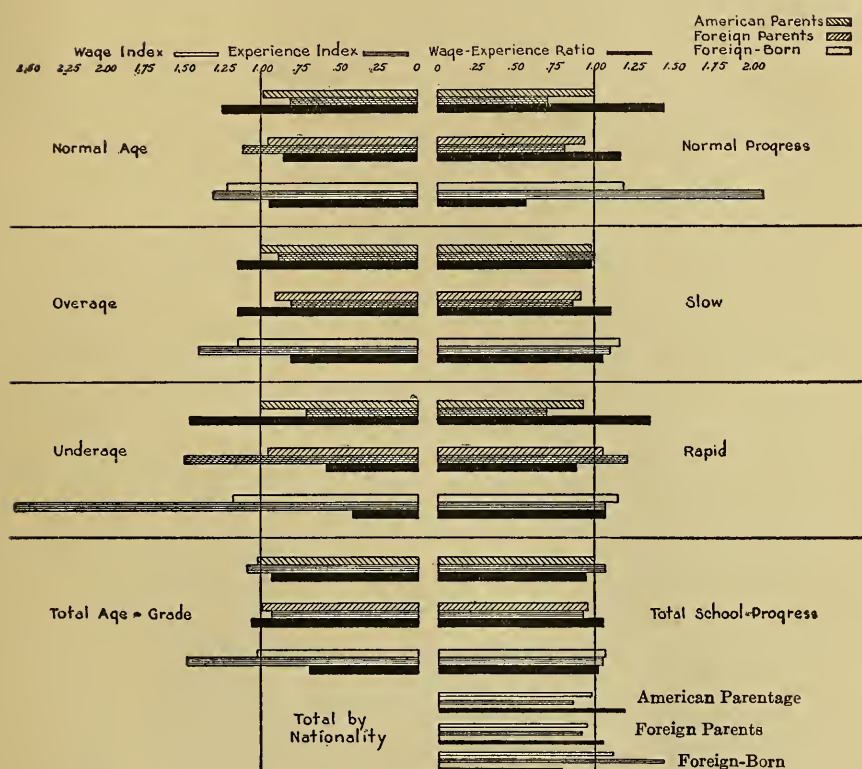 American Parents
Foreign Parents
Wage Index Experience Index Wage-Experience Ratio Foreign-Born
2.50 2.25 2.00 1.75 1.50 1.25 1.00 .75 .50 .25 0 0 .25 .50 .75 1.00 1.25 1.50 1.75 2.00
Normal Age Normal Progress
Overage Slow
Underage Rapid
Total Age-Grade Total School-Progress
American Parentage
Total by
Nationality
Foreign Parents
Foreign-Born